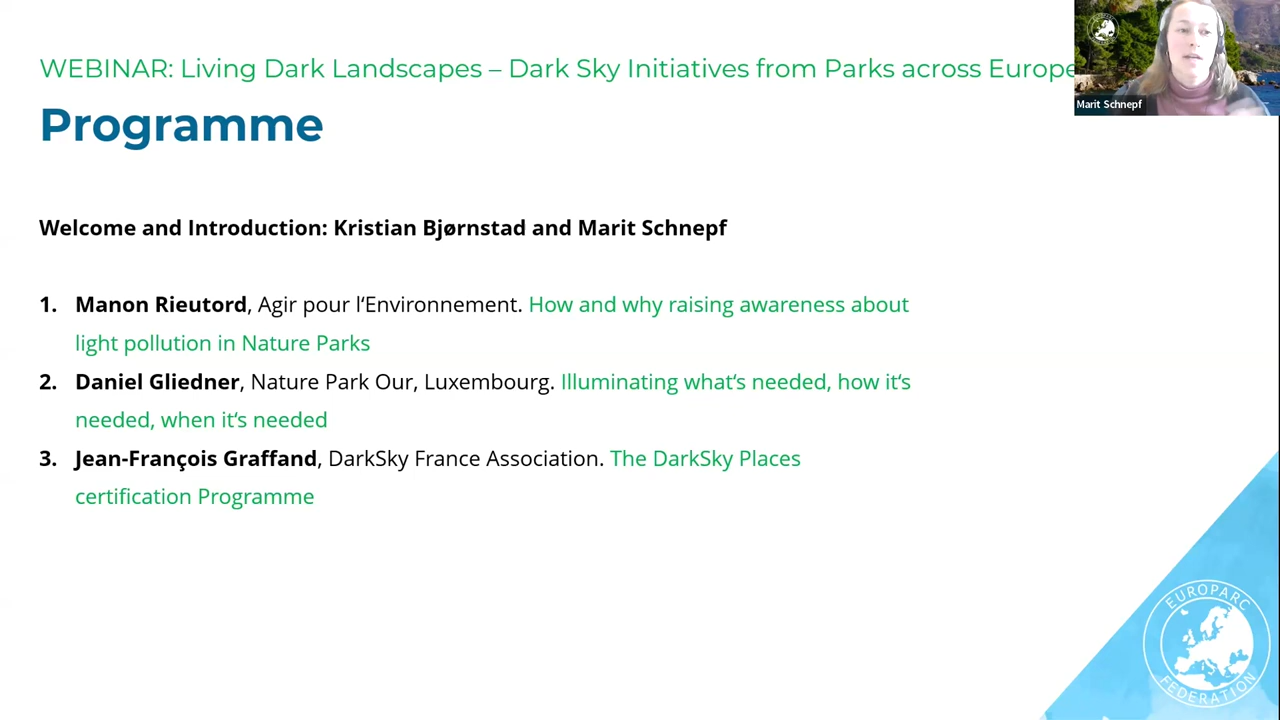 WEBINAR: Living Dark Landscapes – Dark Sky Initiatives from Parks across Europe
Marit Schnepf
Programme
Welcome and Introduction: Kristian Bjørnstad and Marit Schnepf
1. Manon Rieutord, Agir pour l‘Environnement. How and why raising awareness about
light pollution in Nature Parks
2. Daniel Gliedner, Nature Park Our, Luxembourg. Illuminating what‘s needed, how it‘s
needed, when it‘s needed
3. Jean-François Graffand, DarkSky France Association. The DarkSky Places
certification Programme
EUROPARC
FEDERATION